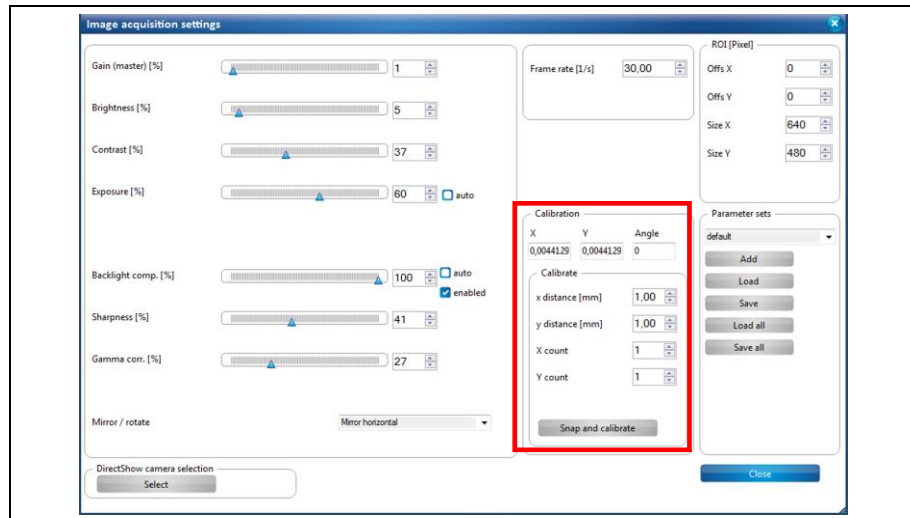 Image acquisition settings
Gain (master) [%]
1
Brightness [%]
5
Contrast [%]
37
Exposure [%]
60
auto
Backlight comp. [%]
100
auto
enabled
Sharpness [%]
41
Gamma corr. [%]
27
Mirror / rotate
Mirror horizontal
DirectShow camera selection
Select
Frame rate [1/s]
30,00
Calibration
X Y Angle
0,0044129 0,0044129 0
Calibrate
x distance [mm] 1,00
y distance [mm] 1,00
X count 1
Y count 1
Snap and calibrate
ROI [Pixel]
Offs X 0
Offs Y 0
Size X 640
Size Y 480
Parameter sets
default
Add
Load
Save
Load all
Save all
Close